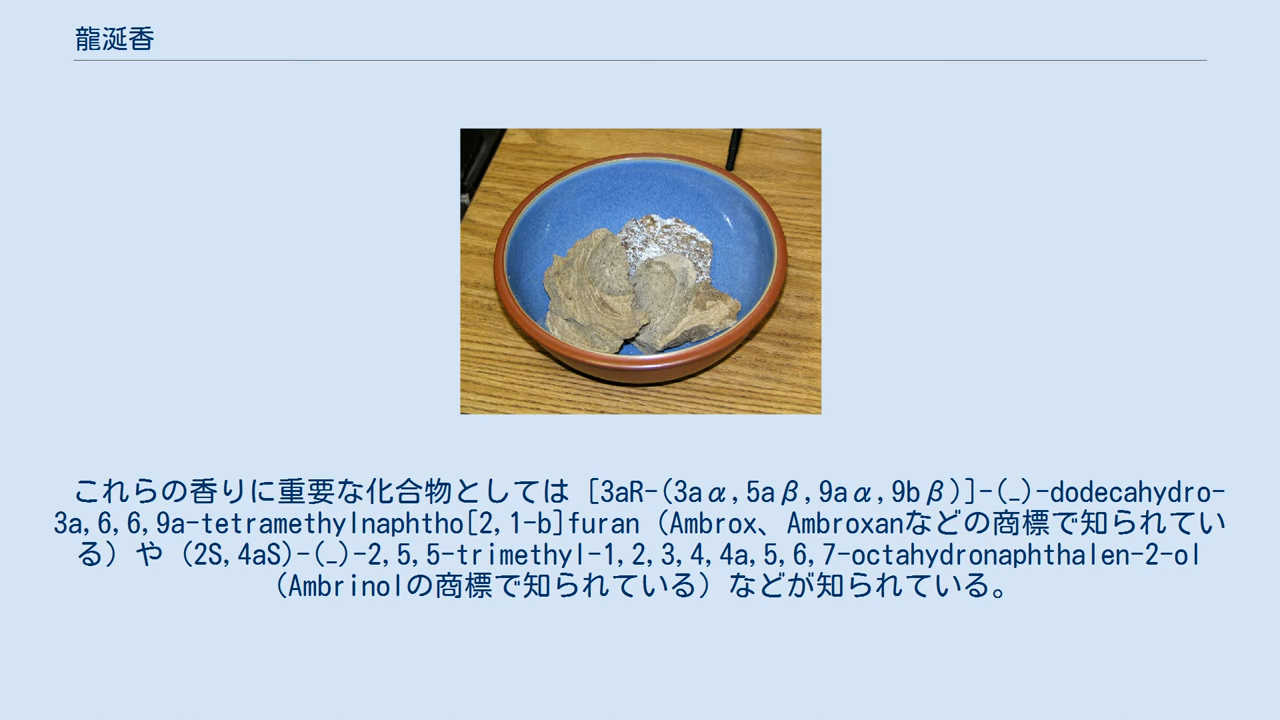 龍涎香
これらの香りに重要な化合物としては [3aR-(3aα,5aβ,9aα,9bβ)]-(_)-dodecahydro-
3a,6,6,9a-tetramethylnaphtho[2,1-b]furan（Ambrox、Ambroxanなどの商標で知られてい
る）や (2S,4aS)-(_)-2,5,5-trimethyl-1,2,3,4,4a,5,6,7-octahydronaphthalen-2-ol
（Ambrinolの商標で知られている）などが知られている。